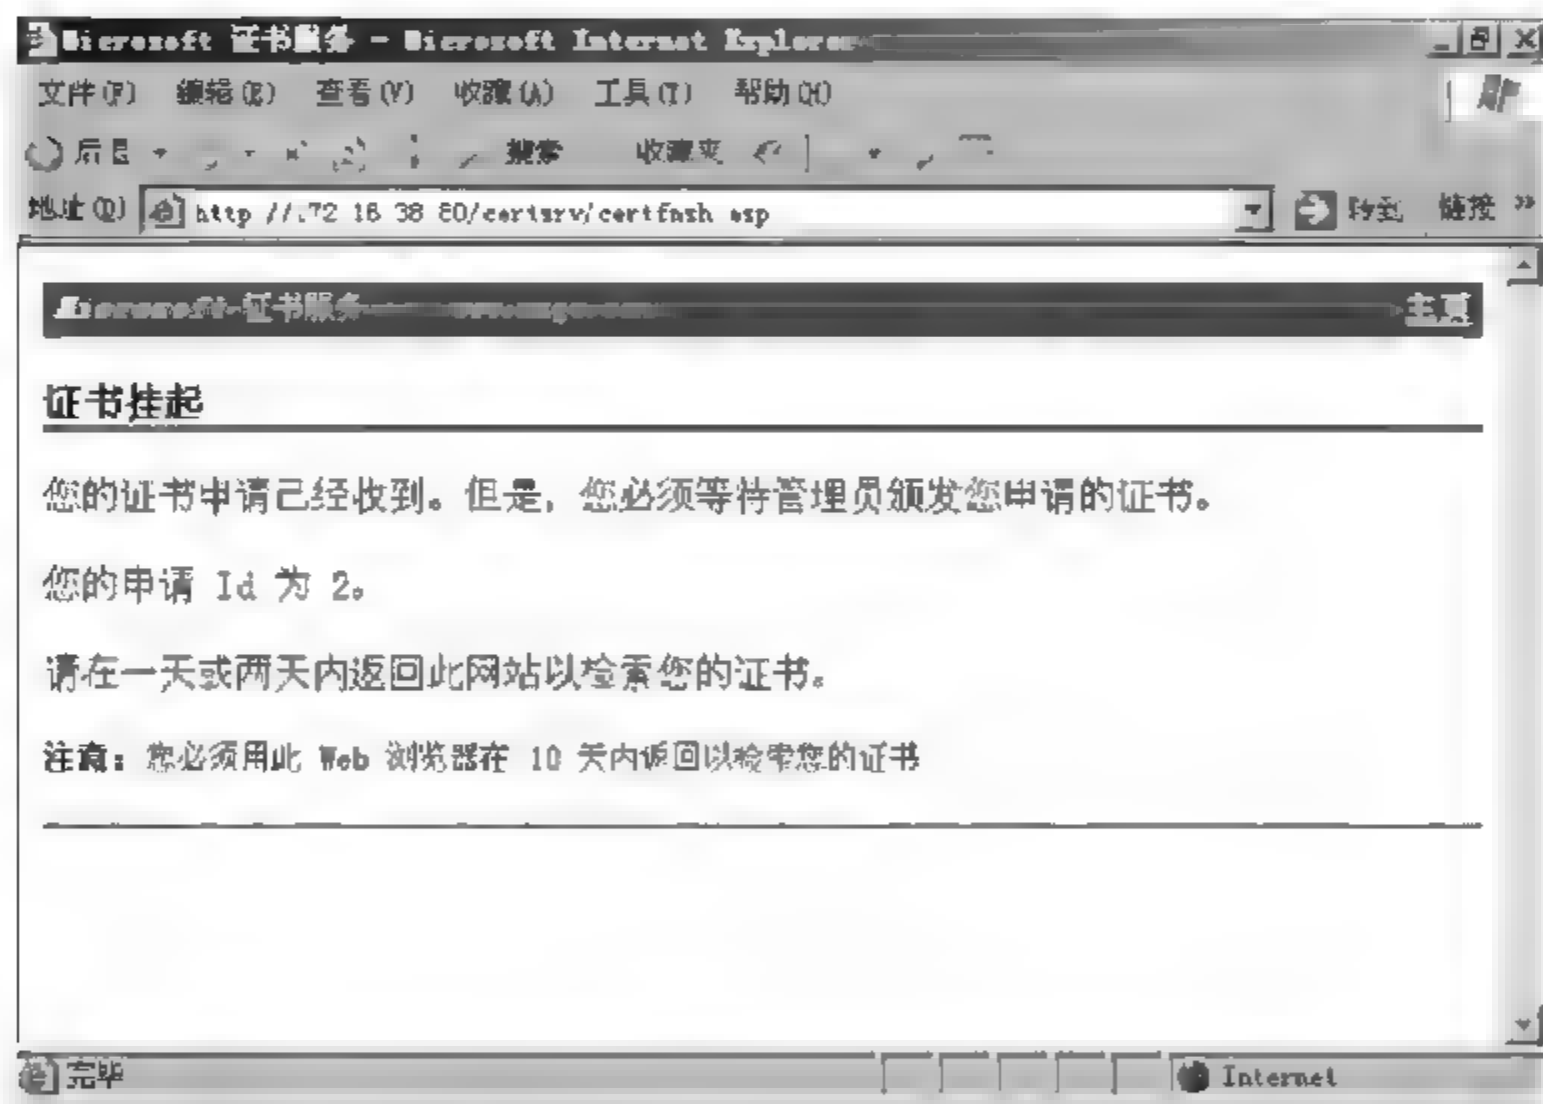 Microsoft 证书服务 - Microsoft Internet Explorer
文件(F) 编辑(E) 查看(V) 收藏(A) 工具(T) 帮助(H)
后退 搜索 收藏夹
地址(D) http //172 16 38 80/certsrv/certfnsh asp 转到 链接 »
Microsoft 证书服务 主页
证书挂起
您的证书申请已经收到。但是，您必须等待管理员颁发您申请的证书。
您的申请 Id 为 2。
请在一天或两天内返回此网站以检索您的证书。
注意：您必须用此 Web 浏览器在 10 天内返回以检索您的证书
完毕 Internet